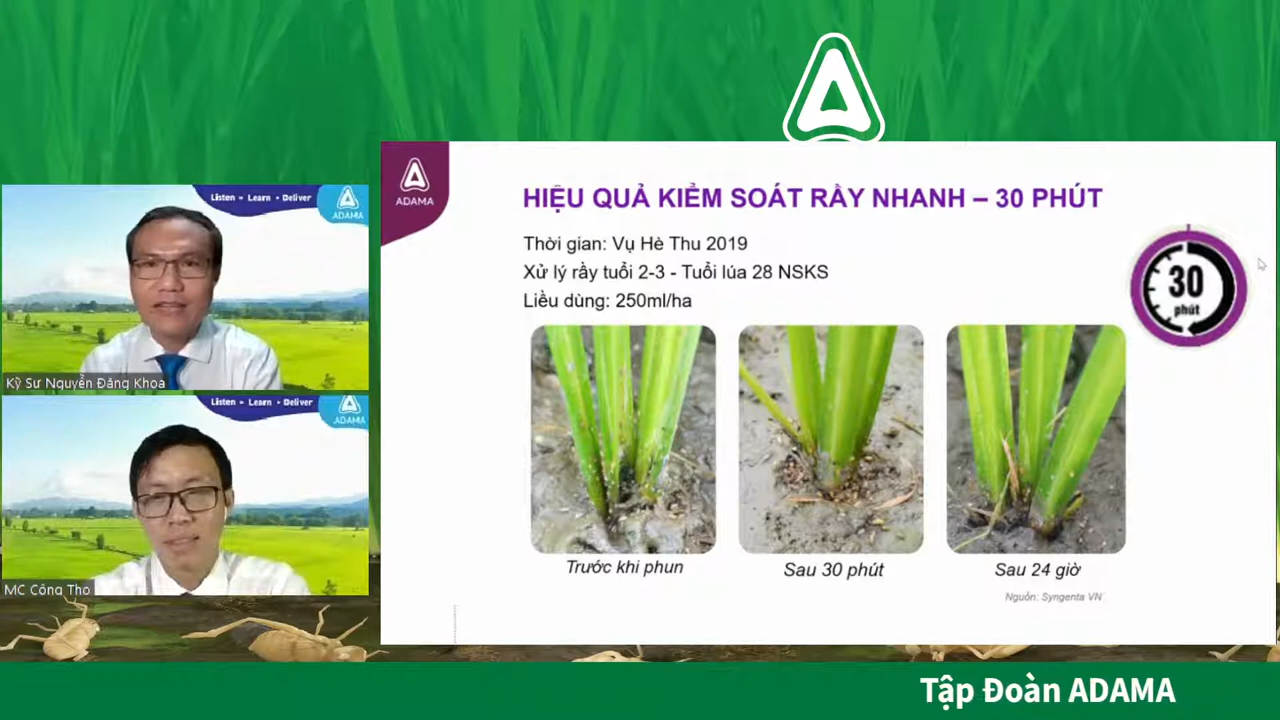 Listen > Learn > Deliver
ADAMA
Kỹ Sư Nguyễn Đăng Khoa
Listen > Learn > Deliver
ADAMA
MC Công Thọ
ADAMA
HIỆU QUẢ KIỂM SOÁT RẦY NHANH – 30 PHÚT
Thời gian: Vụ Hè Thu 2019
Xử lý rầy tuổi 2-3 - Tuổi lúa 28 NSKS
Liều dùng: 250ml/ha
30
phút
Trước khi phun
Sau 30 phút
Sau 24 giờ
Nguồn: Syngenta VN
Tập Đoàn ADAMA